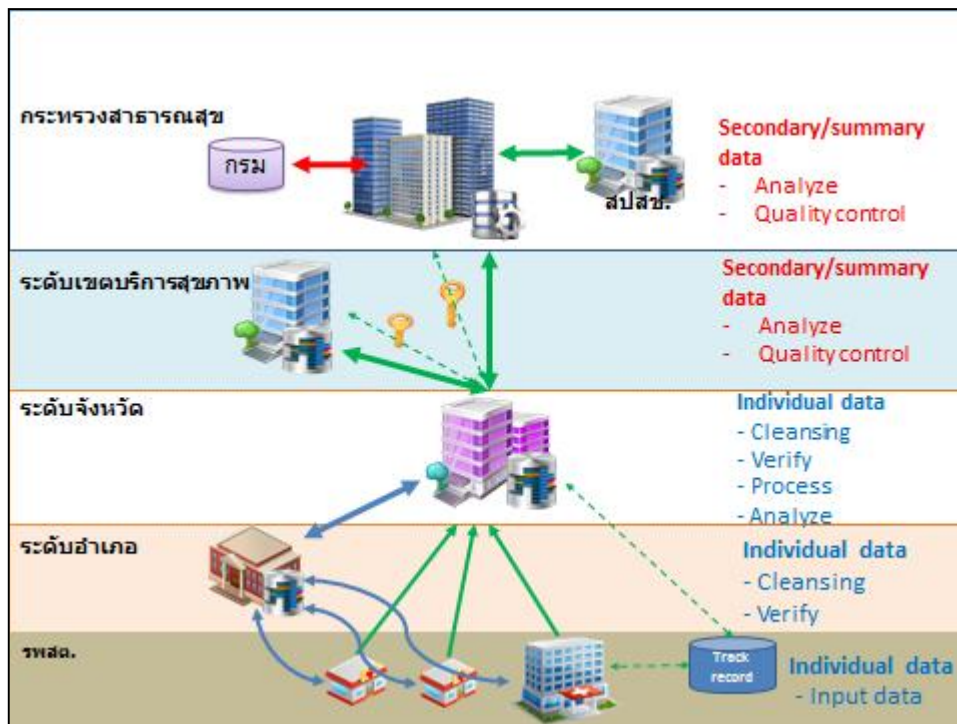 กระทรวงสาธารณสุข
กรม
สปสช.
Secondary/summary
data
- Analyze
- Quality control
ระดับเขตบริการสุขภาพ
Secondary/summary
data
- Analyze
- Quality control
ระดับจังหวัด
Individual data
- Cleansing
- Verify
- Process
- Analyze
ระดับอำเภอ
Individual data
- Cleansing
- Verify
รพสต.
Track
record
Individual data
- Input data